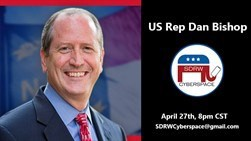 US Rep Dan Bishop
SDRW
CYBERSPACE
April 27th, 8pm CST
SDRWCyberspace@gmail.com